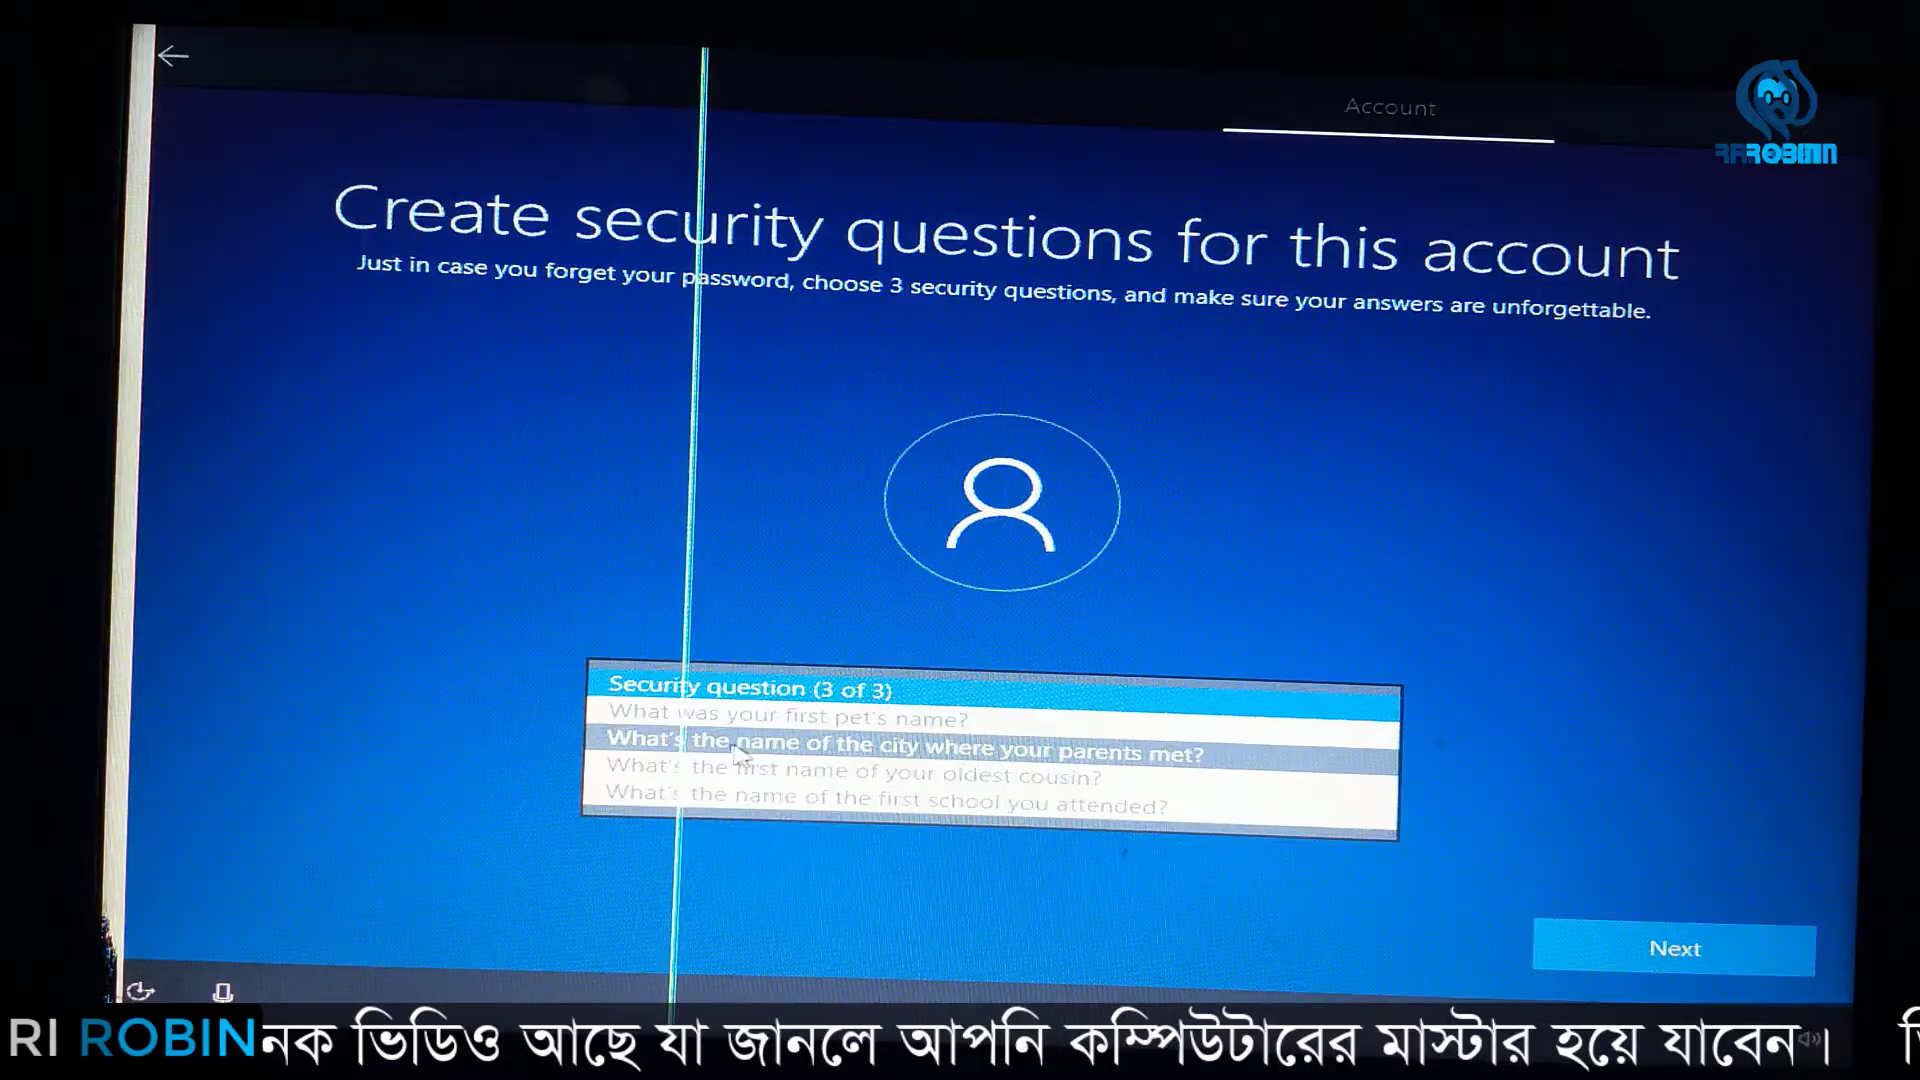 Account
Create security questions for this account
Just in case you forget your password, choose 3 security questions, and make sure your answers are unforgettable.
Security question (3 of 3)
What was your first pet's name?
What's the name of the city where your parents met?
What's the first name of your oldest cousin?
What's the name of the first school you attended?
Next
RI ROBIN নক ভিডিও আছে যা জানলে আপনি কম্পিউটারের মাস্টার হয়ে যাবেন।